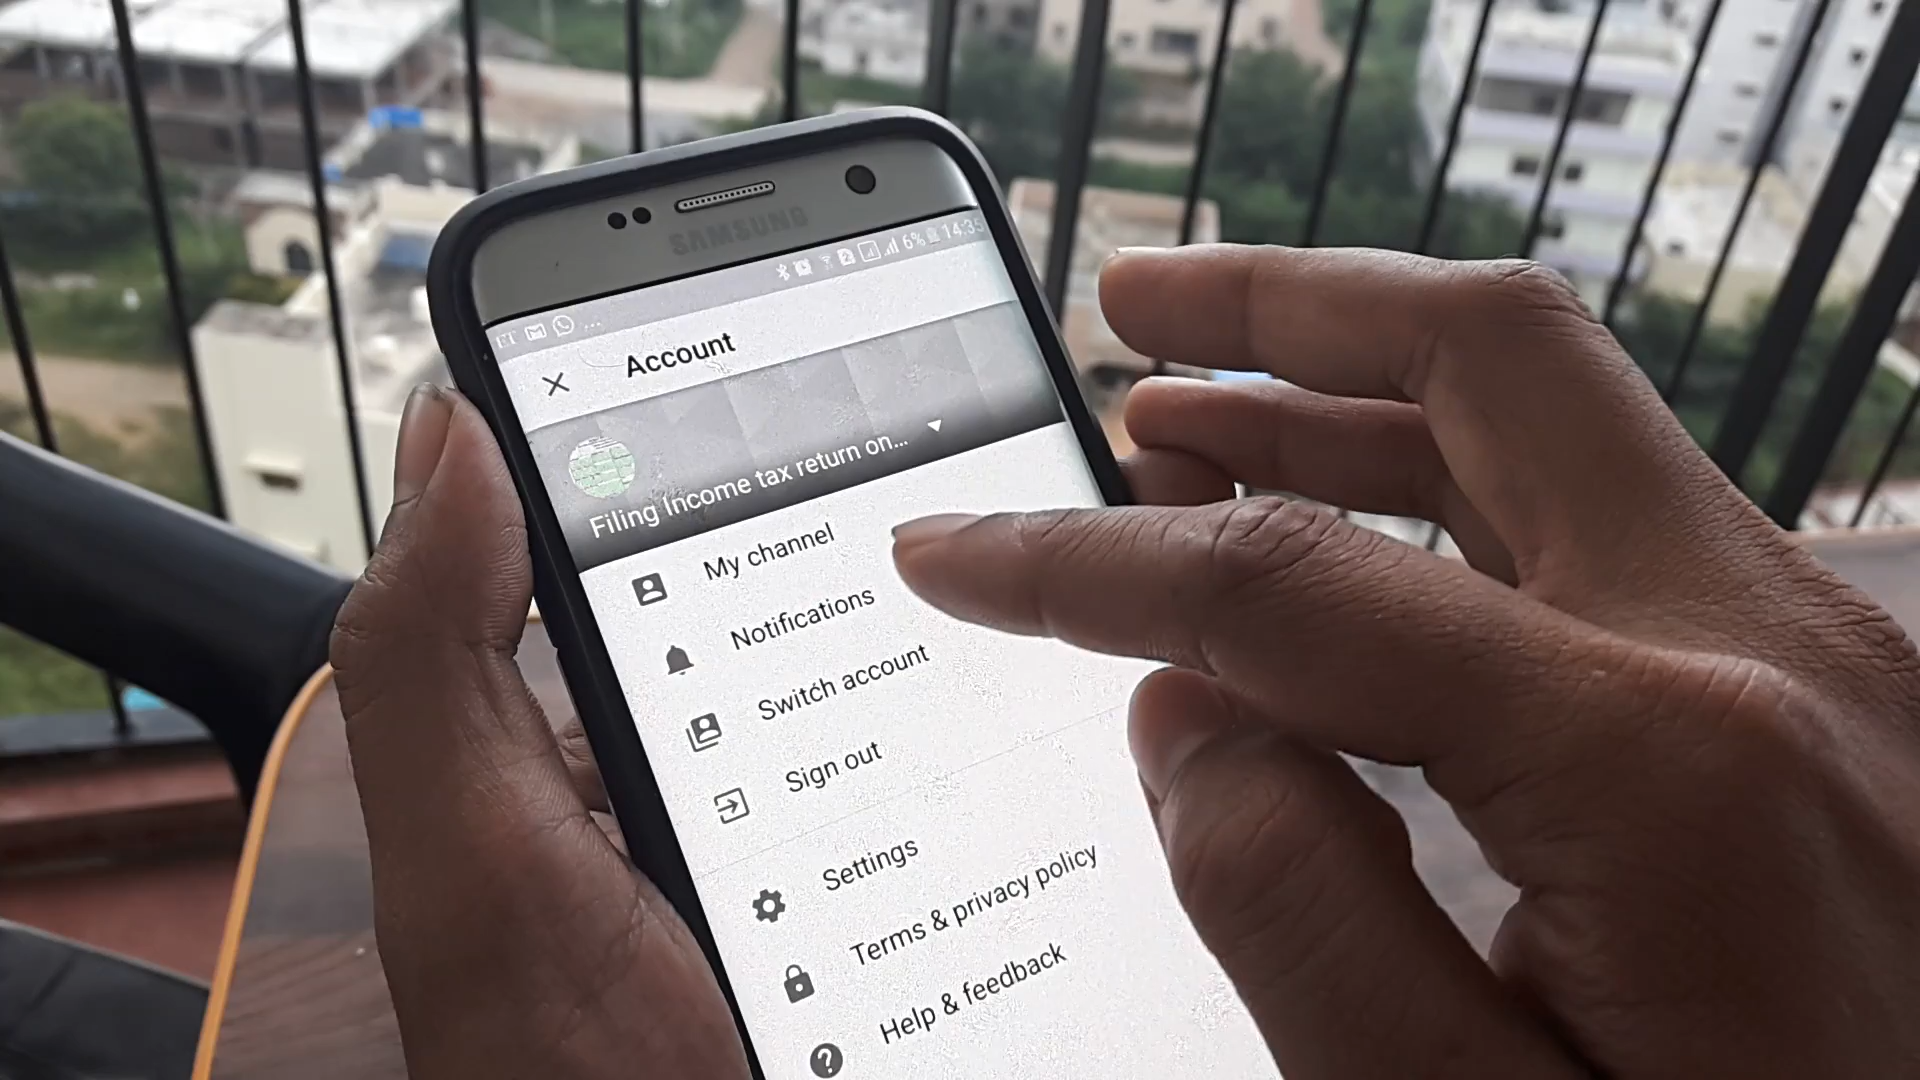 SAMSUNG
6% 14:35
Account
Filing Income tax return on...
My channel
Notifications
Switch account
Sign out
Settings
Terms & privacy policy
Help & feedback